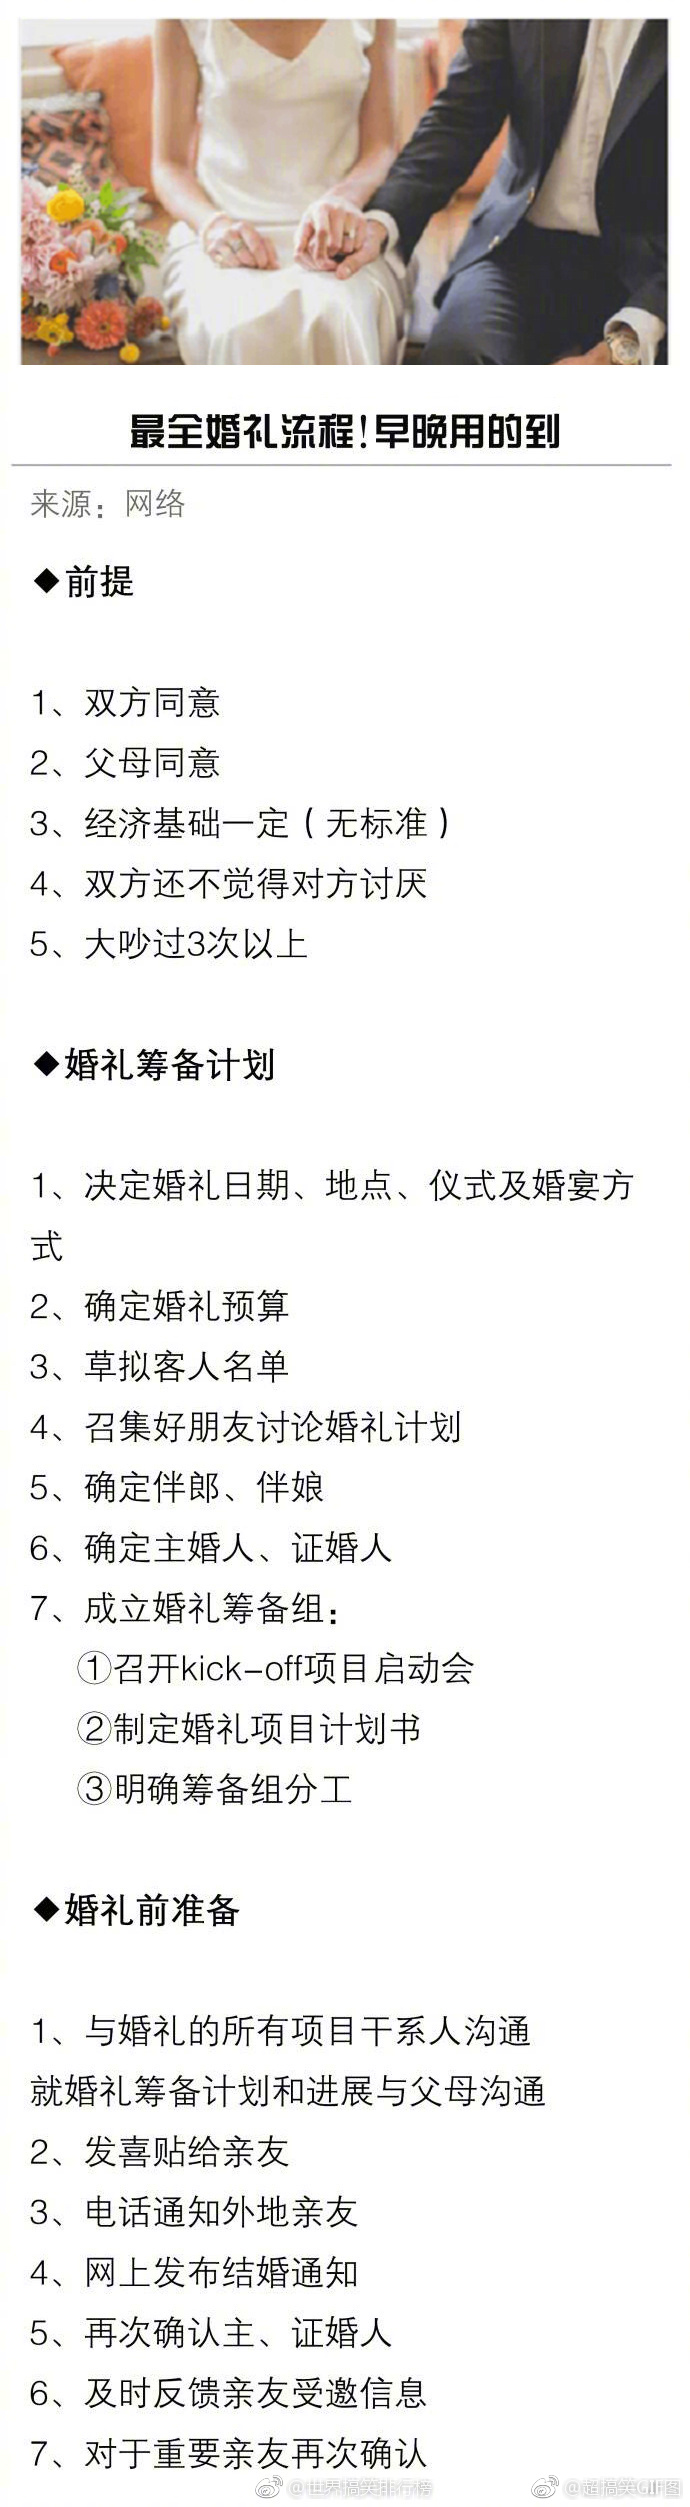 最全婚礼流程!早晚用的到
来源：网络
◆前提
1、双方同意
2、父母同意
3、经济基础一定（无标准）
4、双方还不觉得对方讨厌
5、大吵过3次以上
◆婚礼筹备计划
1、决定婚礼日期、地点、仪式及婚宴方
式
2、确定婚礼预算
3、草拟客人名单
4、召集好朋友讨论婚礼计划
5、确定伴郎、伴娘
6、确定主婚人、证婚人
7、成立婚礼筹备组：
①召开kick-off项目启动会
②制定婚礼项目计划书
③明确筹备组分工
◆婚礼前准备
1、与婚礼的所有项目干系人沟通
就婚礼筹备计划和进展与父母沟通
2、发喜贴给亲友
3、电话通知外地亲友
4、网上发布结婚通知
5、再次确认主、证婚人
6、及时反馈亲友受邀信息
7、对于重要亲友再次确认
@世界搞笑排行榜 @超搞笑GIF图